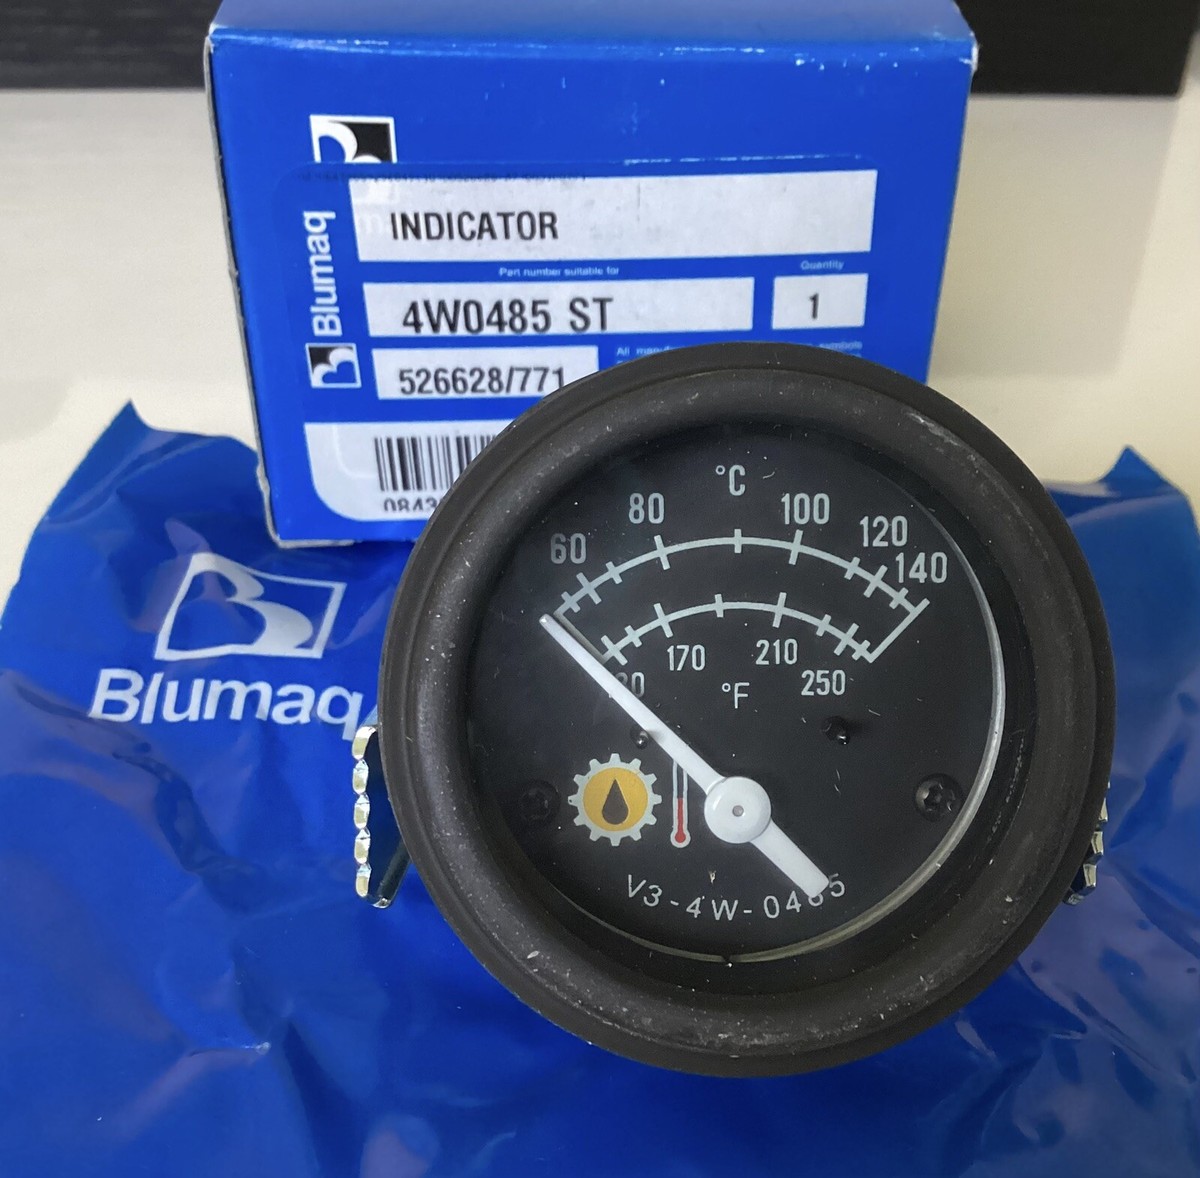 INDICATOR
Part number suitable for
Quantity
4W0485 ST
1
Blumaq
All
526628/771
Blumaq
°C
60 80 100 120 140
170 210 250
°F
V3-4W-0485